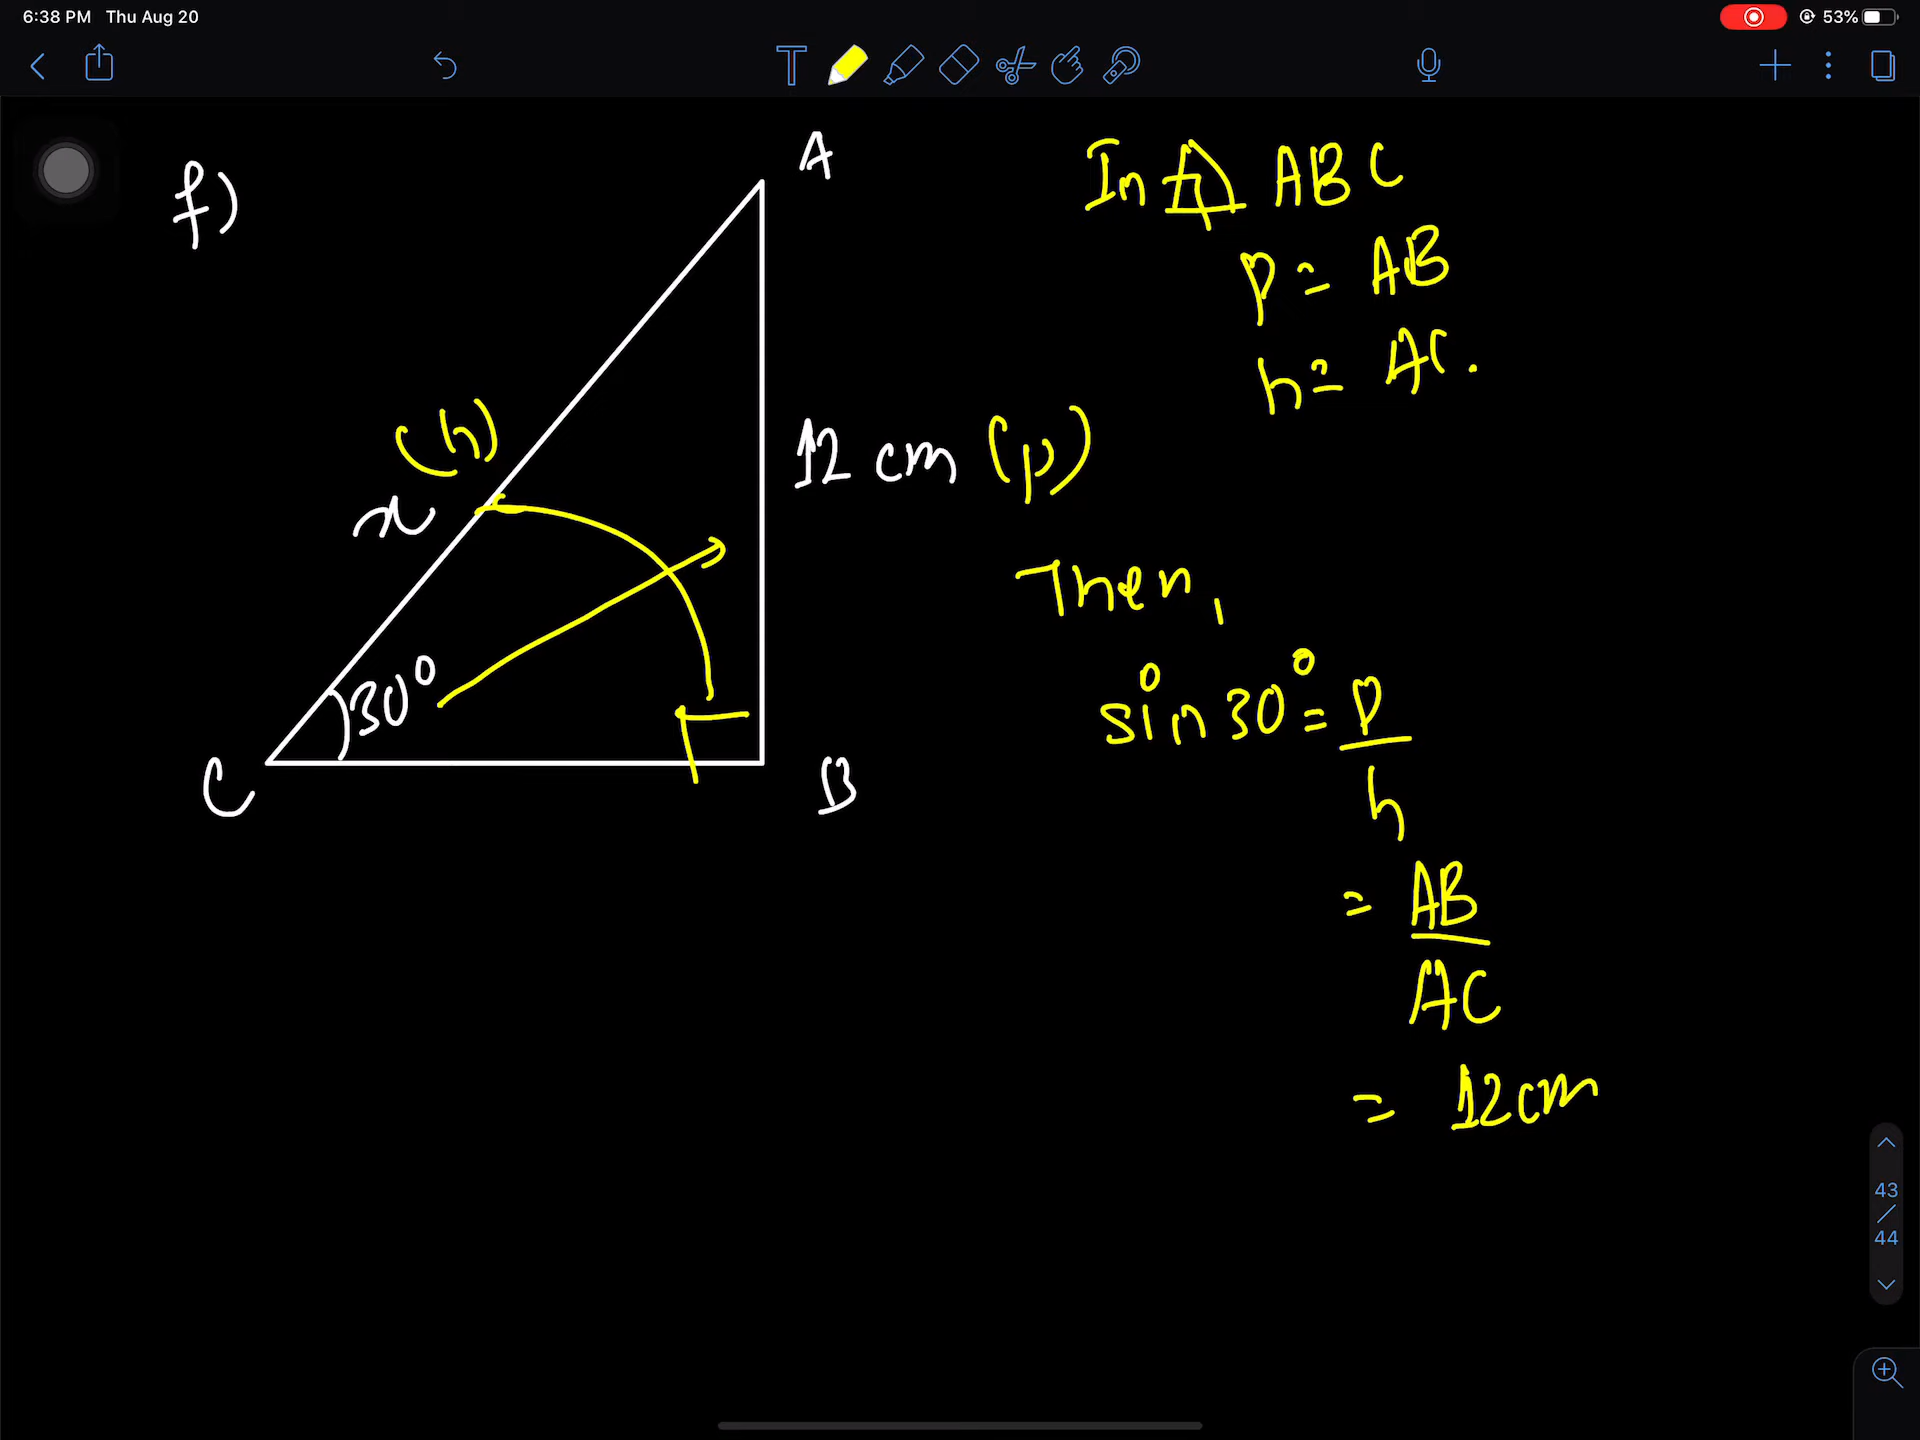 6:38 PM Thu Aug 20
53%
T
f)
A
In ABC
p = AB
h = AC.
(h)
x
12 cm (p)
Then,
30°
sin 30° = p
h
C
B
= AB
AC
= 12cm
43
/
44